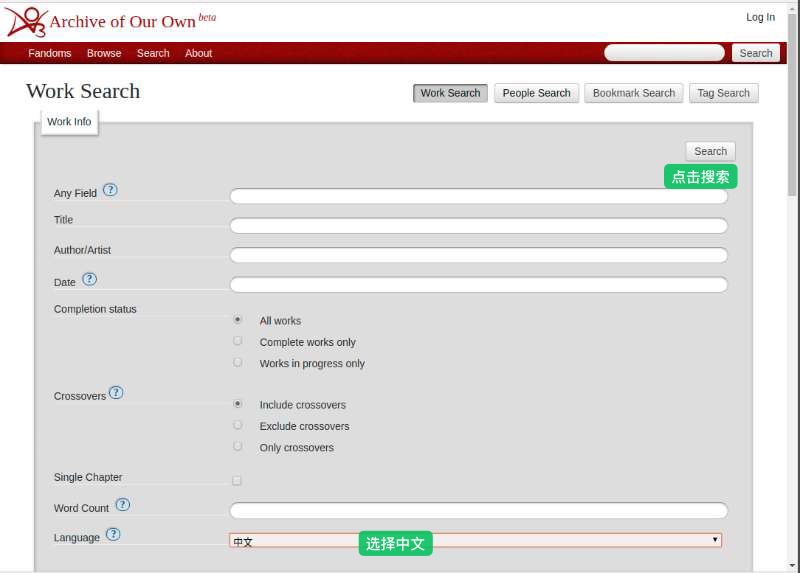 Archive of Our Own beta
Log In
Fandoms Browse Search About Search
Work Search
Work Search People Search Bookmark Search Tag Search
Work Info
Search
点击搜索
Any Field ?
Title
Author/Artist
Date ?
Completion status
All works
Complete works only
Works in progress only
Crossovers ?
Include crossovers
Exclude crossovers
Only crossovers
Single Chapter
Word Count ?
Language ?
中文
选择中文